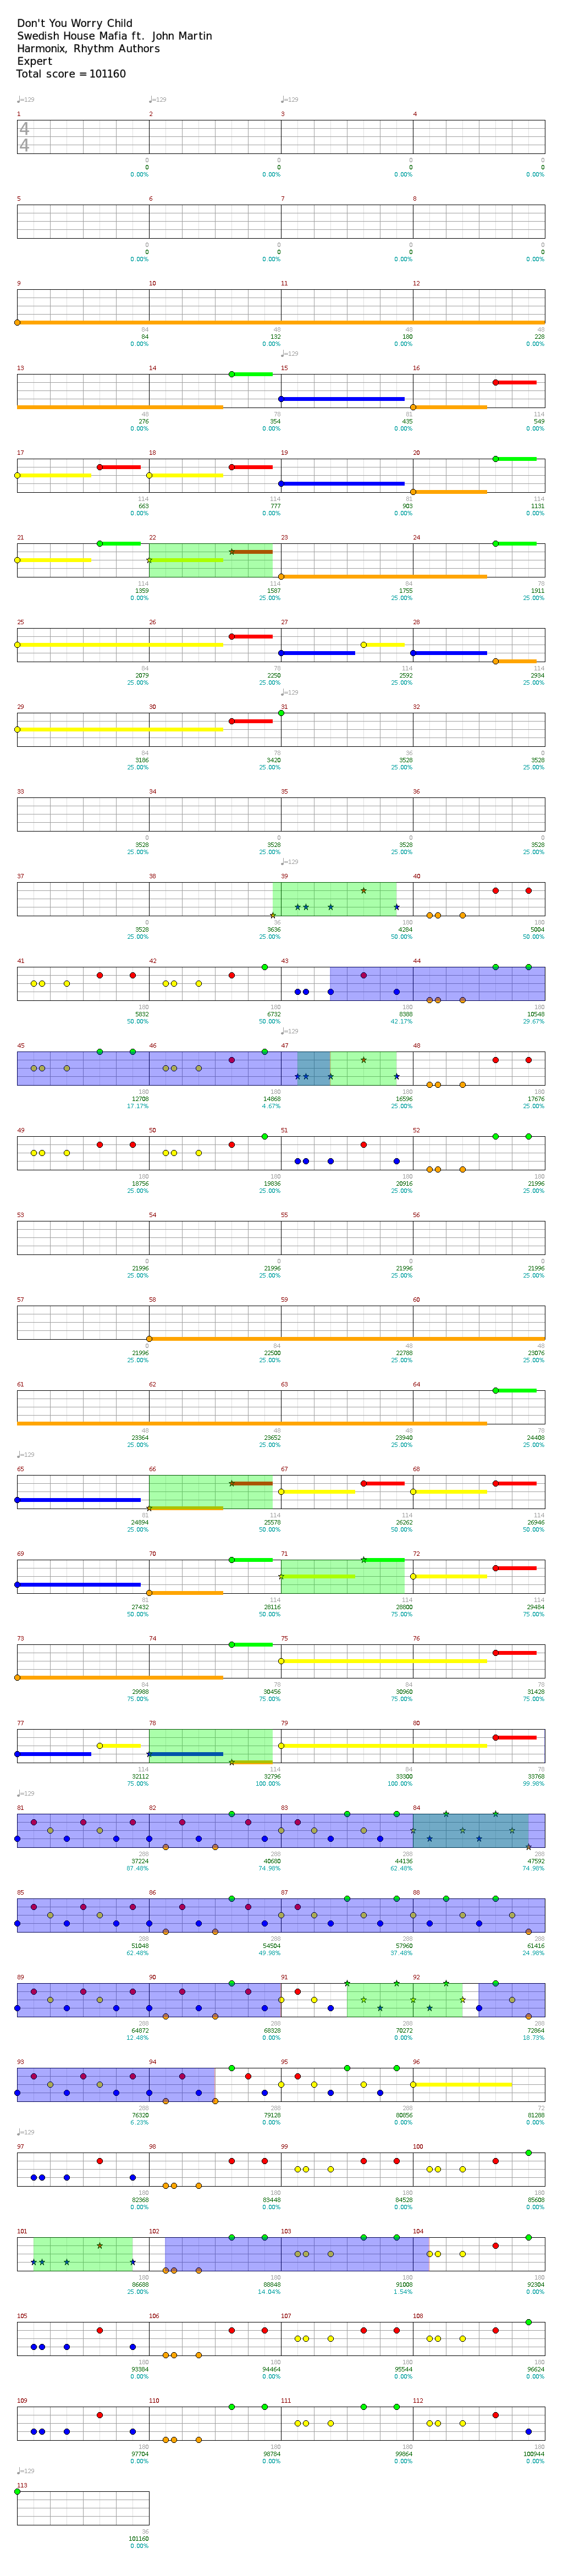 Don't You Worry Child
Swedish House Mafia ft. John Martin
Harmonix, Rhythm Authors
Expert
Total score = 101160
♩=129 ♩=129 ♩=129
1 2 3 4
4
4
0 0 0 0
0 0 0 0
0.00% 0.00% 0.00% 0.00%
5 6 7 8
0 0 0 0
0 0 0 0
0.00% 0.00% 0.00% 0.00%
9 10 11 12
84 48 48 48
84 132 180 228
0.00% 0.00% 0.00% 0.00%
♩=129
13 14 15 16
48 78 81 114
276 354 435 549
0.00% 0.00% 0.00% 0.00%
17 18 19 20
114 114 81 114
663 777 903 1131
0.00% 0.00% 0.00% 0.00%
21 22 23 24
114 114 84 78
1359 1587 1755 1911
0.00% 25.00% 25.00% 25.00%
25 26 27 28
84 78 114 114
2079 2250 2592 2934
25.00% 25.00% 25.00% 25.00%
♩=129
29 30 31 32
84 78 36 0
3186 3420 3528 3528
25.00% 25.00% 25.00% 25.00%
33 34 35 36
0 0 0 0
3528 3528 3528 3528
25.00% 25.00% 25.00% 25.00%
♩=129
37 38 39 40
0 36 180 180
3528 3636 4284 5004
25.00% 25.00% 50.00% 50.00%
41 42 43 44
180 180 180 180
5832 6732 8388 10548
50.00% 50.00% 42.17% 29.67%
♩=129
45 46 47 48
180 180 180 180
12708 14868 16596 17676
17.17% 4.67% 25.00% 25.00%
49 50 51 52
180 180 180 180
18756 19836 20916 21996
25.00% 25.00% 25.00% 25.00%
53 54 55 56
0 0 0 0
21996 21996 21996 21996
25.00% 25.00% 25.00% 25.00%
57 58 59 60
0 84 48 48
21996 22500 22788 23076
25.00% 25.00% 25.00% 25.00%
61 62 63 64
48 48 48 78
23364 23652 23940 24408
25.00% 25.00% 25.00% 25.00%
♩=129
65 66 67 68
81 114 114 114
24894 25578 26262 26946
25.00% 50.00% 50.00% 50.00%
69 70 71 72
81 114 114 114
27432 28116 28800 29484
50.00% 50.00% 75.00% 75.00%
73 74 75 76
84 78 84 78
29988 30456 30960 31428
75.00% 75.00% 75.00% 75.00%
77 78 79 80
114 114 84 78
32112 32796 33300 33768
75.00% 100.00% 100.00% 99.98%
♩=129
81 82 83 84
288 288 288 288
37224 40680 44136 47592
87.48% 74.98% 62.48% 74.98%
85 86 87 88
288 288 288 288
51048 54504 57960 61416
62.48% 49.98% 37.48% 24.98%
89 90 91 92
288 288 288 288
64872 68328 70272 72864
12.48% 0.00% 0.00% 18.73%
93 94 95 96
288 288 288 72
76320 79128 80856 81288
6.23% 0.00% 0.00% 0.00%
♩=129
97 98 99 100
180 180 180 180
82368 83448 84528 85608
0.00% 0.00% 0.00% 0.00%
101 102 103 104
180 180 180 180
86688 88848 91008 92304
25.00% 14.04% 1.54% 0.00%
105 106 107 108
180 180 180 180
93384 94464 95544 96624
0.00% 0.00% 0.00% 0.00%
109 110 111 112
180 180 180 180
97704 98784 99864 100944
0.00% 0.00% 0.00% 0.00%
♩=129
113
36
101160
0.00%